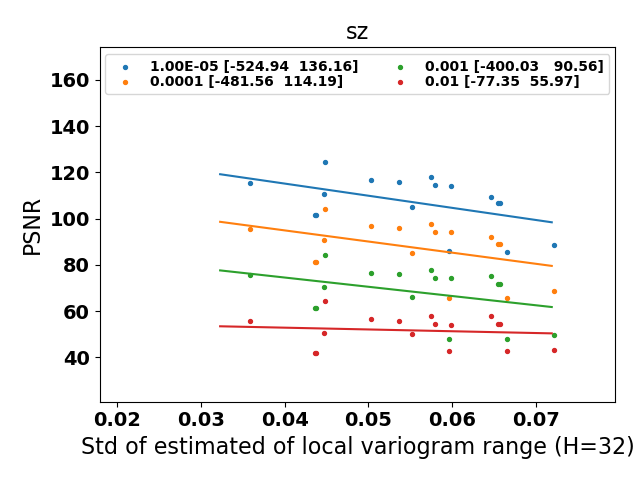 sz
1.00E-05 [-524.94  136.16]
0.0001 [-481.56  114.19]
0.001 [-400.03   90.56]
0.01 [-77.35  55.97]
PSNR
160
140
120
100
80
60
40
0.02 0.03 0.04 0.05 0.06 0.07
Std of estimated of local variogram range (H=32)